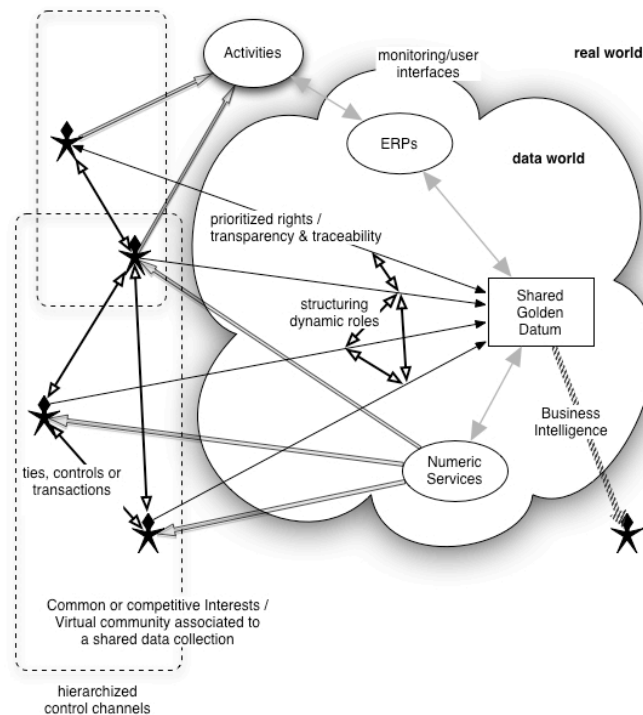 Activities
monitoring/user
interfaces
real world
ERPs
data world
prioritized rights /
transparency & traceability
structuring
dynamic roles
Shared
Golden
Datum
Business
Intelligence
Numeric
Services
ties, controls or
transactions
Common or competitive Interests /
Virtual community associated to
a shared data collection
hierarchized
control channels